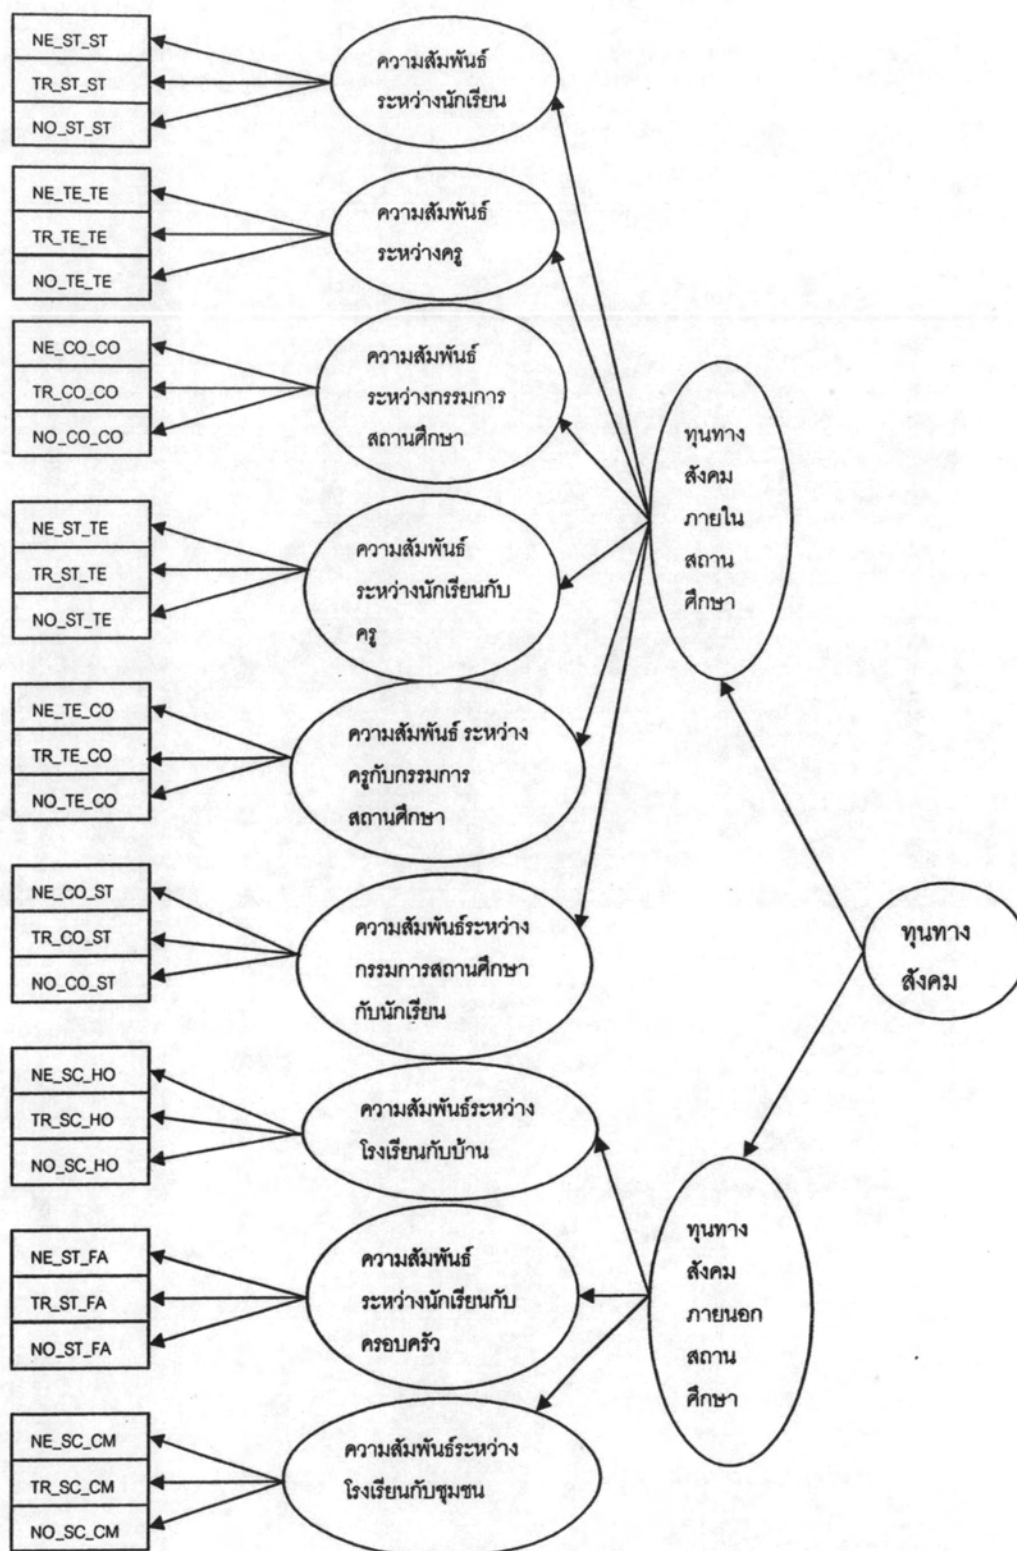 NE_ST_ST
TR_ST_ST
NO_ST_ST
ความสัมพันธ์
ระหว่างนักเรียน
NE_TE_TE
TR_TE_TE
NO_TE_TE
ความสัมพันธ์
ระหว่างครู
NE_CO_CO
TR_CO_CO
NO_CO_CO
ความสัมพันธ์
ระหว่างกรรมการ
สถานศึกษา
NE_ST_TE
TR_ST_TE
NO_ST_TE
ความสัมพันธ์
ระหว่างนักเรียนกับ
ครู
NE_TE_CO
TR_TE_CO
NO_TE_CO
ความสัมพันธ์ ระหว่าง
ครูกับกรรมการ
สถานศึกษา
NE_CO_ST
TR_CO_ST
NO_CO_ST
ความสัมพันธ์ระหว่าง
กรรมการสถานศึกษา
กับนักเรียน
NE_SC_HO
TR_SC_HO
NO_SC_HO
ความสัมพันธ์ระหว่าง
โรงเรียนกับบ้าน
NE_ST_FA
TR_ST_FA
NO_ST_FA
ความสัมพันธ์
ระหว่างนักเรียนกับ
ครอบครัว
NE_SC_CM
TR_SC_CM
NO_SC_CM
ความสัมพันธ์ระหว่าง
โรงเรียนกับชุมชน
ทุนทาง
สังคม
ภายใน
สถาน
ศึกษา
ทุนทาง
สังคม
ภายนอก
สถาน
ศึกษา
ทุนทาง
สังคม